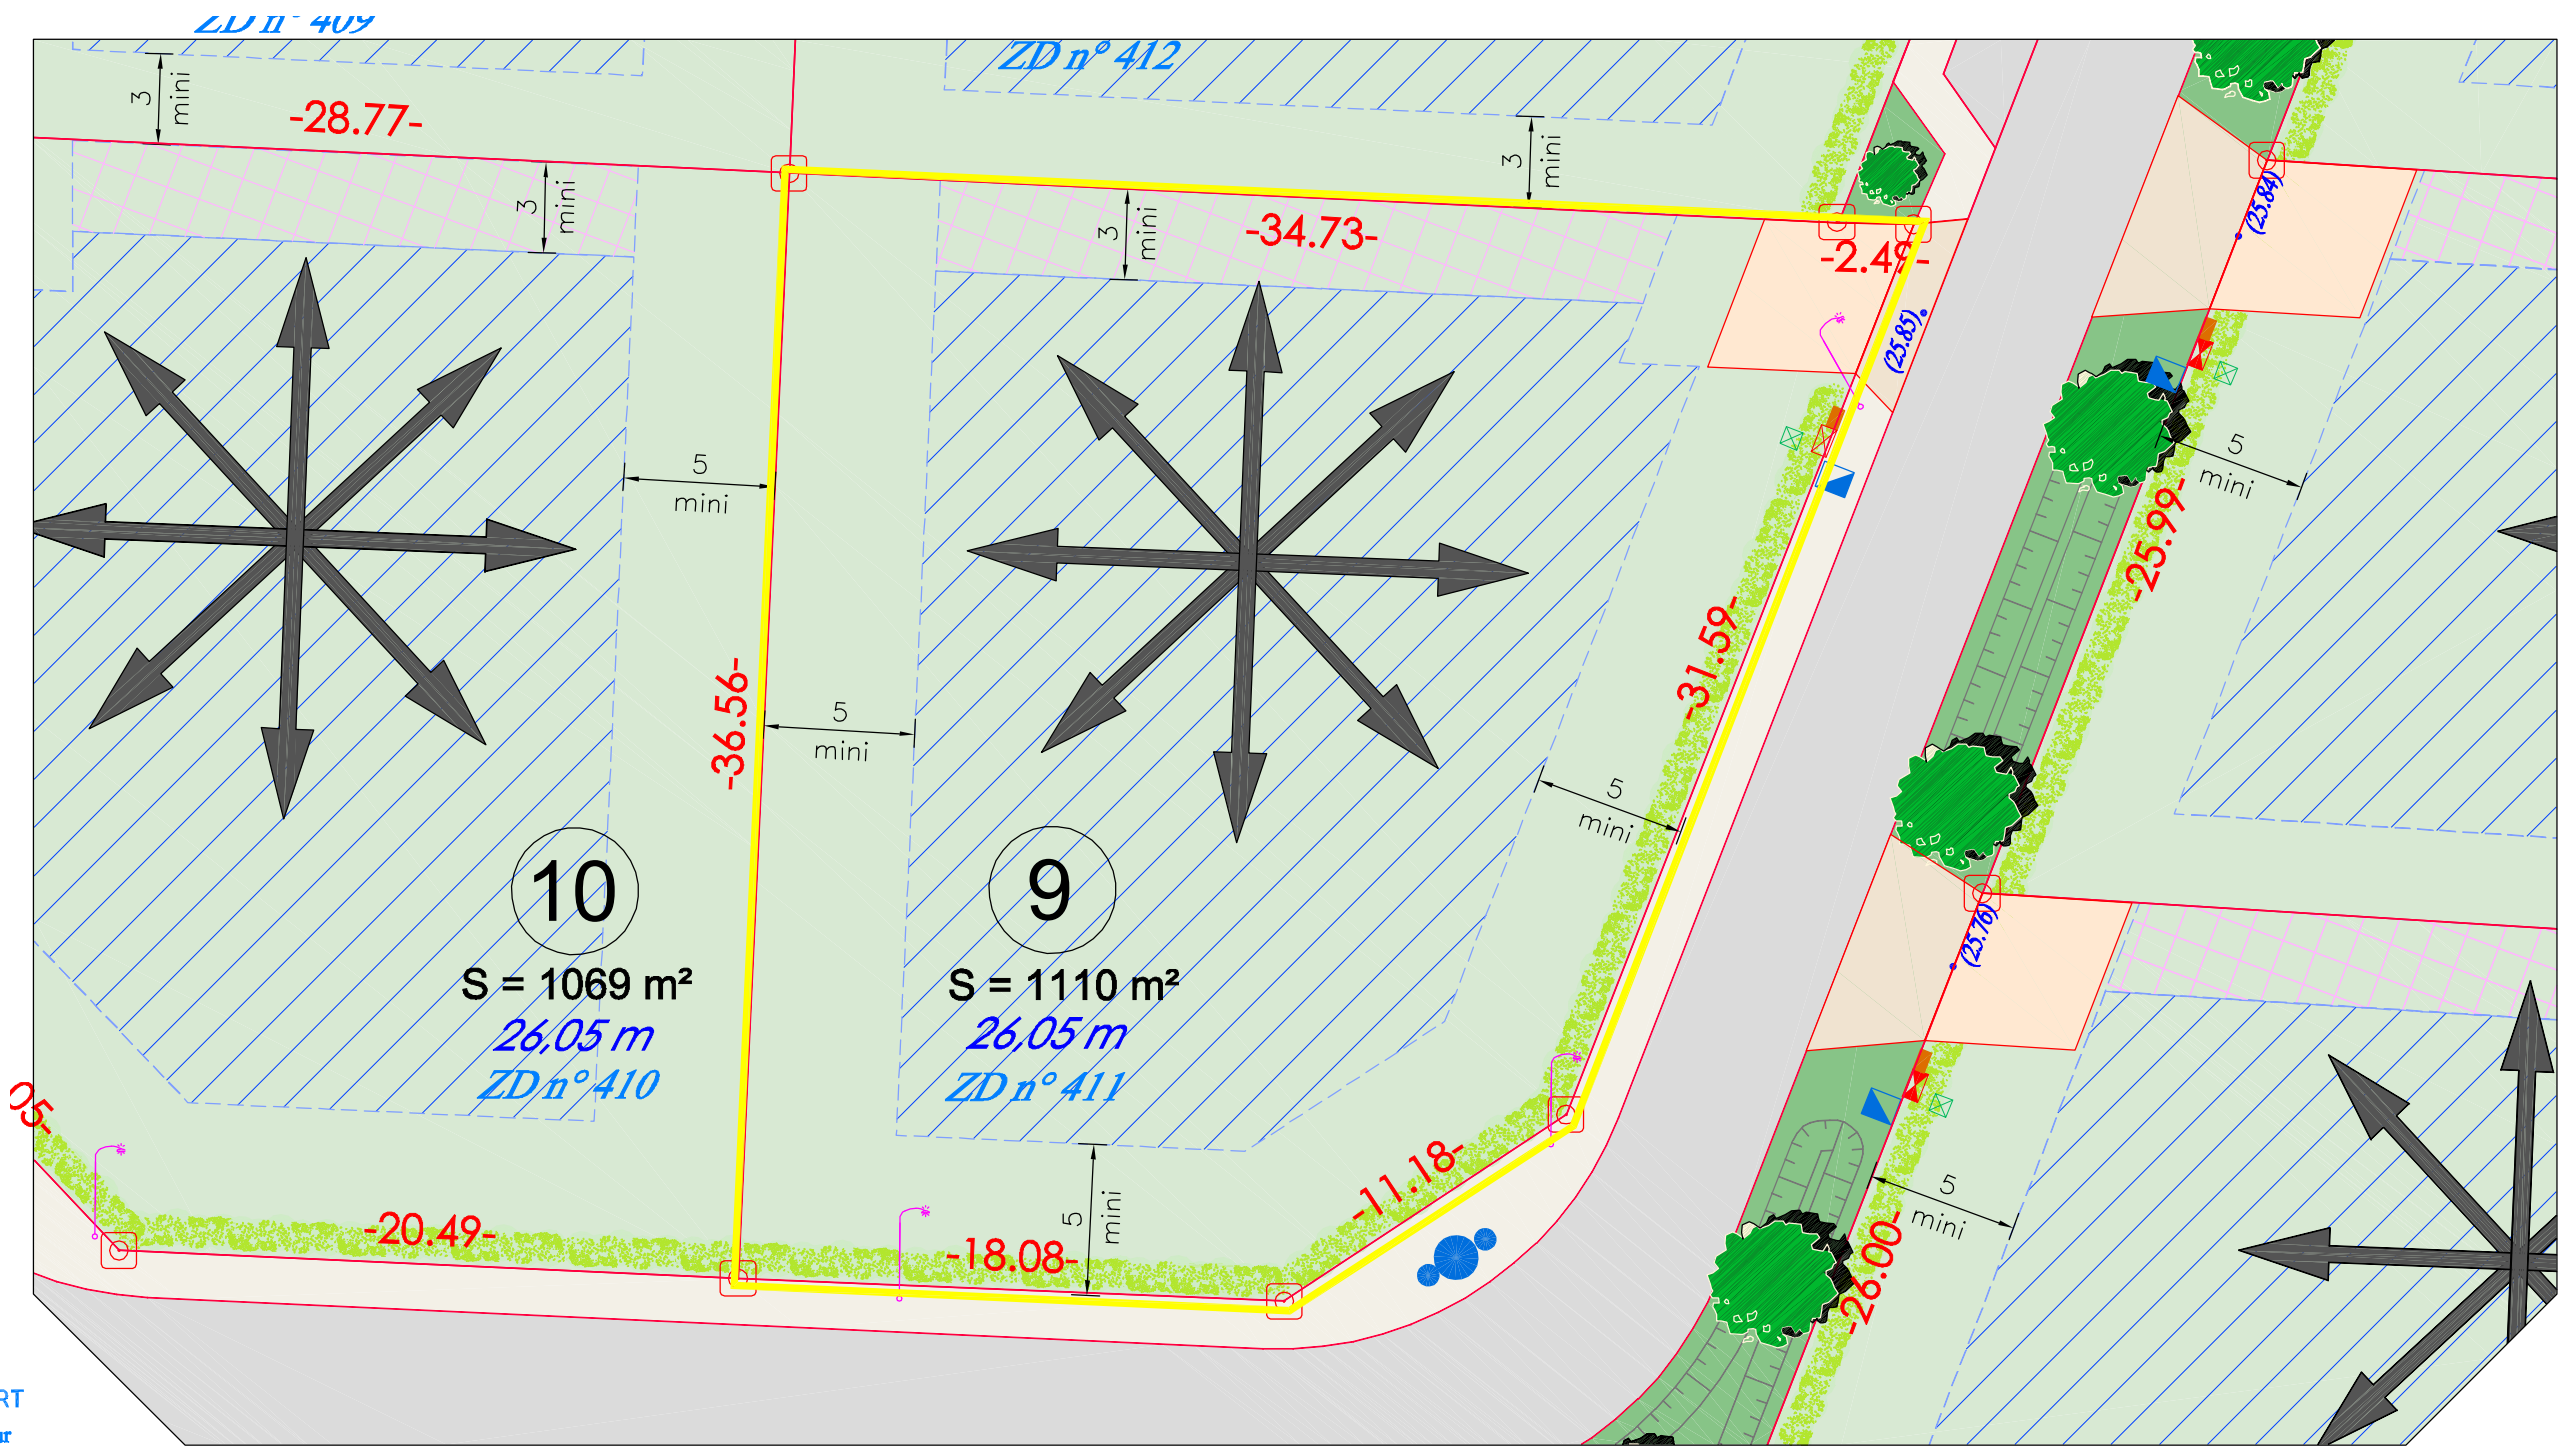 ZD n° 409
ZD n° 412
3
mini
-28.77-
3
mini
3
mini
3
mini
-34.73-
-2.49-
(25.84)
(25.85)
5
mini
5
mini
-25.99-
-31.59-
-36.56-
5
mini
5
mini
10
S = 1069 m²
26,05 m
ZD n° 410
9
S = 1110 m²
26,05 m
ZD n° 411
(25.76)
05-
-20.49-
-18.08-
5
mini
-11.18-
5
mini
-26.00-
RT